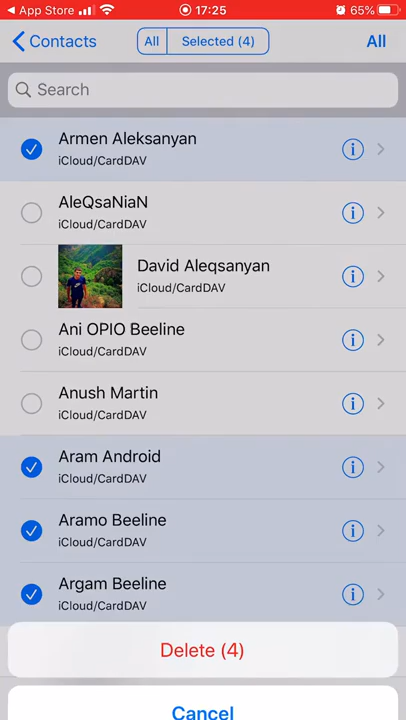 App Store 17:25 65%
Contacts All Selected (4) All
Search
Armen Aleksanyan
iCloud/CardDAV
AleQsaNiaN
iCloud/CardDAV
David Aleqsanyan
iCloud/CardDAV
Ani OPIO Beeline
iCloud/CardDAV
Anush Martin
iCloud/CardDAV
Aram Android
iCloud/CardDAV
Aramo Beeline
iCloud/CardDAV
Argam Beeline
iCloud/CardDAV
Delete (4)
Cancel